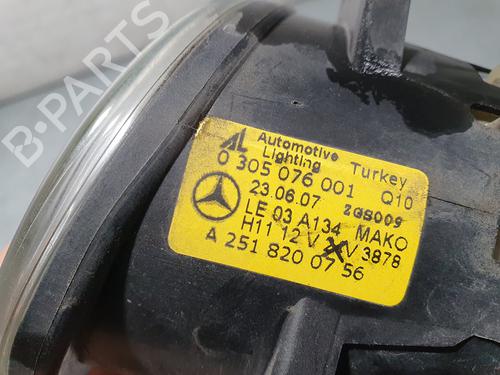 B-PARTS
AL Automotive Lighting Turkey
0 305 076 001 Q10
23.06.07 2GS009
LE 03 A134 MAKO
H11 12 V V 3878
A 251 820 07 56